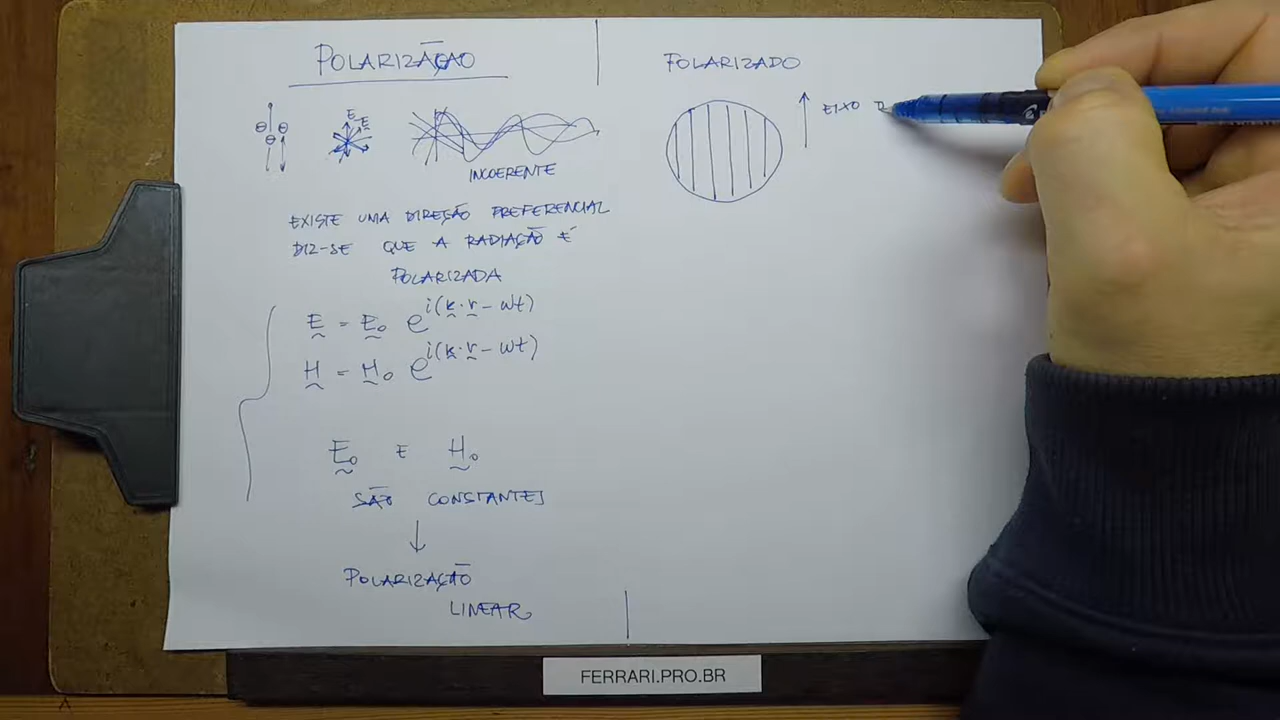 POLARIZAÇÃO
E
E
INCOERENTE
EXISTE UMA DIREÇÃO PREFERENCIAL
DIZ-SE QUE A RADIAÇÃO É
POLARIZADA
E = E₀ e^{i(k·r - ωt)}
H = H₀ e^{i(k·r - ωt)}
E₀ E H₀
SÃO CONSTANTES
↓
POLARIZAÇÃO
LINEAR
POLARIZADO
EIXO
FERRARI.PRO.BR